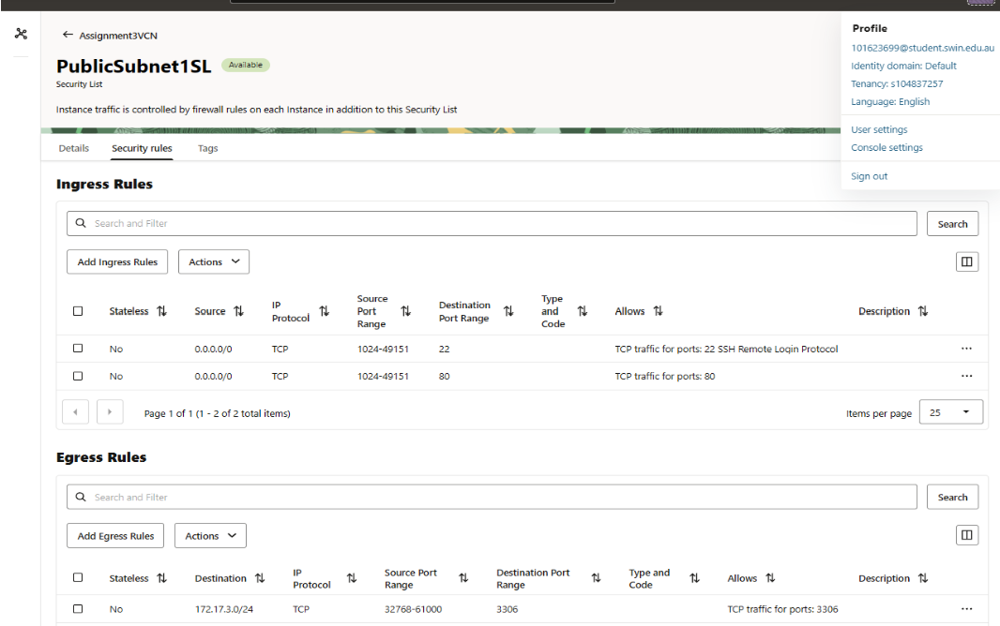 ← Assignment3VCN
PublicSubnet1SL Available
Security List
Instance traffic is controlled by firewall rules on each Instance in addition to this Security List
Profile
101623699@student.swin.edu.au
Identity domain: Default
Tenancy: s104837257
Language: English
User settings
Console settings
Sign out
Details Security rules Tags
Ingress Rules
Search and Filter Search
Add Ingress Rules Actions
Stateless Source IP Protocol Source Port Range Destination Port Range Type and Code Allows Description
No 0.0.0.0/0 TCP 1024-49151 22 TCP traffic for ports: 22 SSH Remote Login Protocol ...
No 0.0.0.0/0 TCP 1024-49151 80 TCP traffic for ports: 80 ...
Page 1 of 1 (1 - 2 of 2 total items) Items per page 25
Egress Rules
Search and Filter Search
Add Egress Rules Actions
Stateless Destination IP Protocol Source Port Range Destination Port Range Type and Code Allows Description
No 172.17.3.0/24 TCP 32768-61000 3306 TCP traffic for ports: 3306 ...